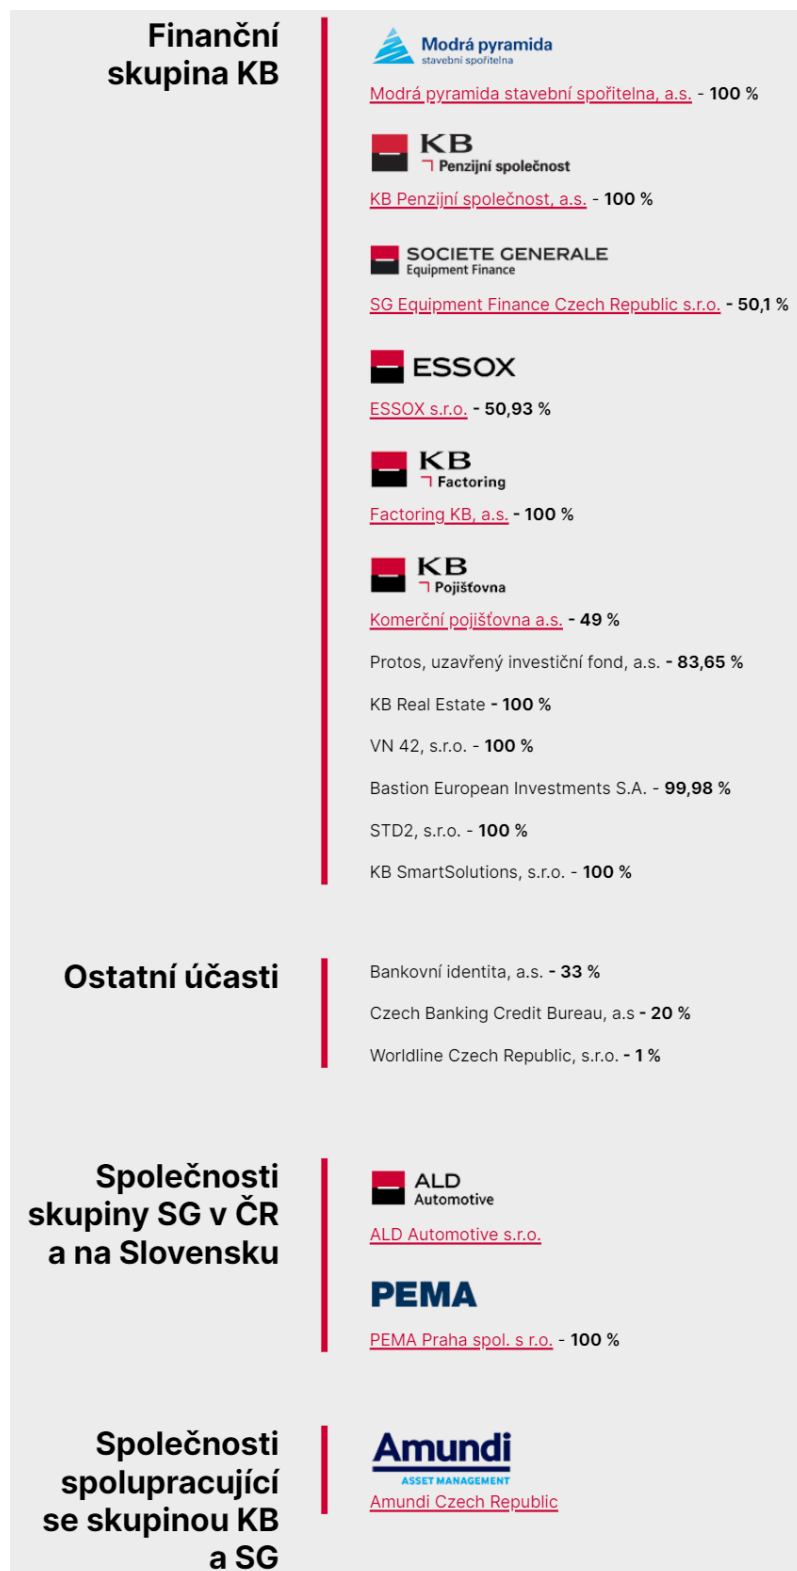 Finanční
skupina KB
Modrá pyramida
stavební spořitelna
Modrá pyramida stavební spořitelna, a.s. - 100 %
KB
Penzijní společnost
KB Penzijní společnost, a.s. - 100 %
SOCIETE GENERALE
Equipment Finance
SG Equipment Finance Czech Republic s.r.o. - 50,1 %
ESSOX
ESSOX s.r.o. - 50,93 %
KB
Factoring
Factoring KB, a.s. - 100 %
KB
Pojišťovna
Komerční pojišťovna a.s. - 49 %
Protos, uzavřený investiční fond, a.s. - 83,65 %
KB Real Estate - 100 %
VN 42, s.r.o. - 100 %
Bastion European Investments S.A. - 99,98 %
STD2, s.r.o. - 100 %
KB SmartSolutions, s.r.o. - 100 %
Ostatní účasti
Bankovní identita, a.s. - 33 %
Czech Banking Credit Bureau, a.s - 20 %
Worldline Czech Republic, s.r.o. - 1 %
Společnosti
skupiny SG v ČR
a na Slovensku
ALD
Automotive
ALD Automotive s.r.o.
PEMA
PEMA Praha spol. s r.o. - 100 %
Společnosti
spolupracující
se skupinou KB
a SG
Amundi
ASSET MANAGEMENT
Amundi Czech Republic